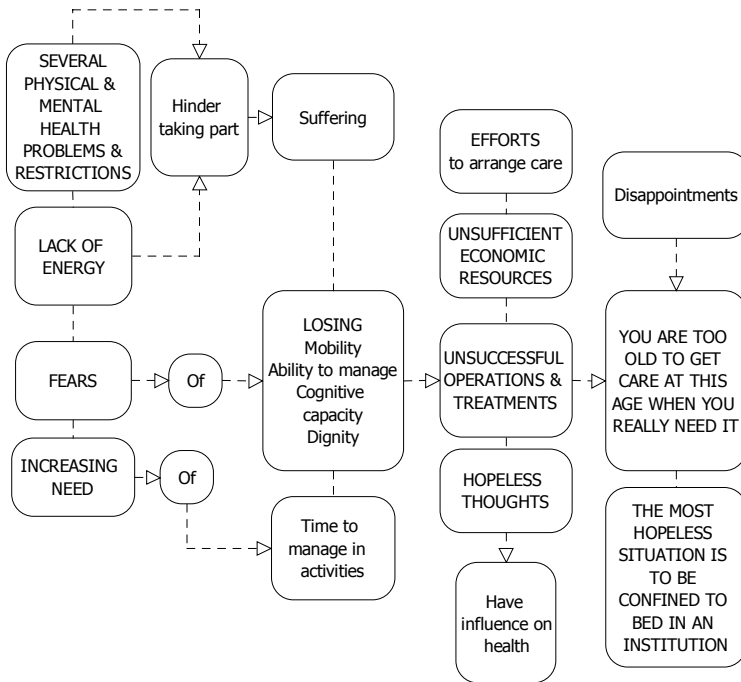 SEVERAL
PHYSICAL &
MENTAL
HEALTH
PROBLEMS &
RESTRICTIONS
Hinder
taking part
Suffering
LACK OF
ENERGY
FEARS
Of
INCREASING
NEED
Of
LOSING
Mobility
Ability to manage
Cognitive
capacity
Dignity
Time to
manage in
activities
EFFORTS
to arrange care
UNSUFFICIENT
ECONOMIC
RESOURCES
UNSUCCESSFUL
OPERATIONS &
TREATMENTS
HOPELESS
THOUGHTS
Have
influence on
health
Disappointments
YOU ARE TOO
OLD TO GET
CARE AT THIS
AGE WHEN YOU
REALLY NEED IT
THE MOST
HOPELESS
SITUATION IS
TO BE
CONFINED TO
BED IN AN
INSTITUTION